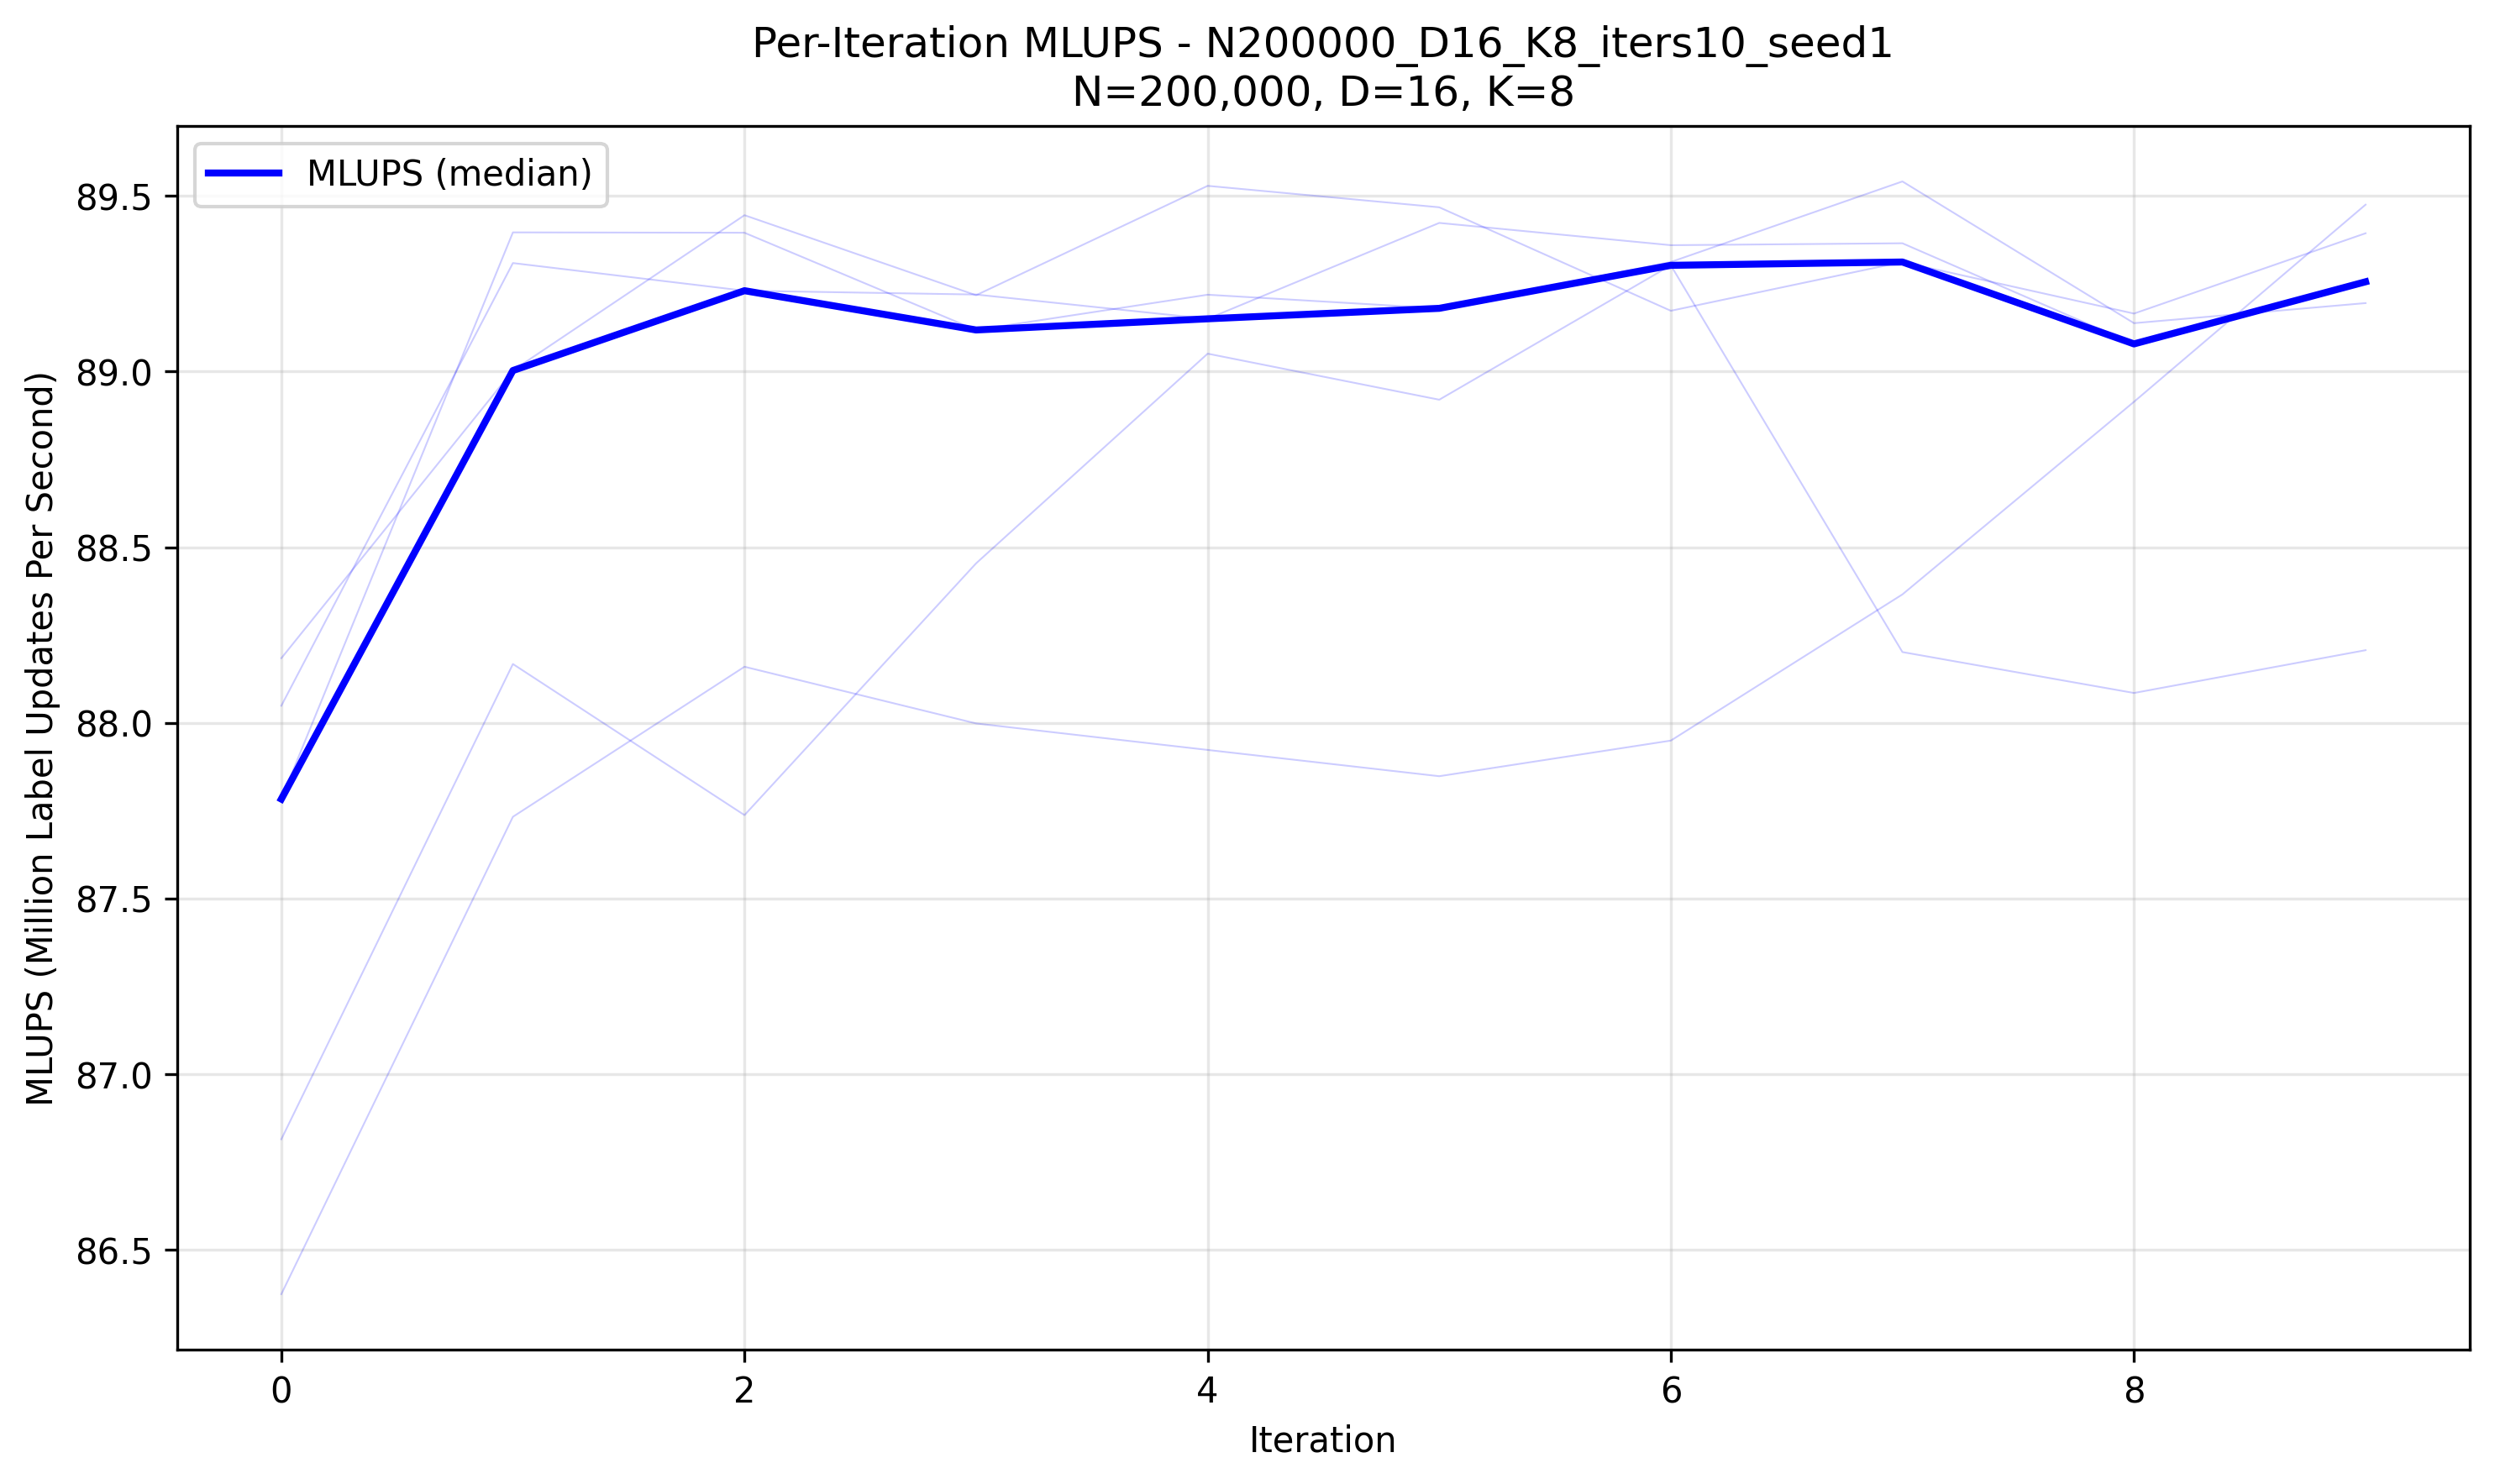 Per-Iteration MLUPS - N200000_D16_K8_iters10_seed1
N=200,000, D=16, K=8
MLUPS (median)
MLUPS (Million Label Updates Per Second)
89.5
89.0
88.5
88.0
87.5
87.0
86.5
0
2
4
6
8
Iteration